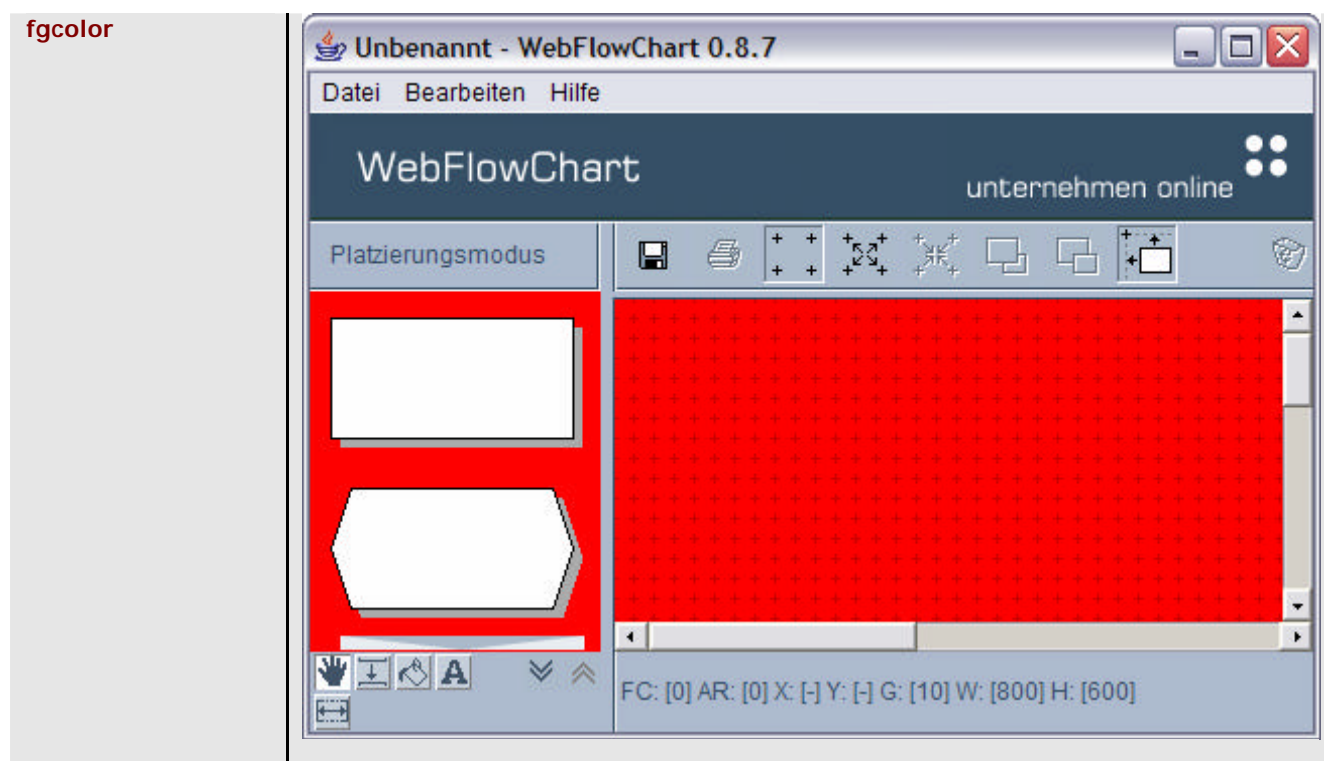 fgcolor
Unbenannt - WebFlowChart 0.8.7
Datei Bearbeiten Hilfe
WebFlowChart
unternehmen online
Platzierungsmodus
A
FC: [0] AR: [0] X: [-] Y: [-] G: [10] W: [800] H: [600]